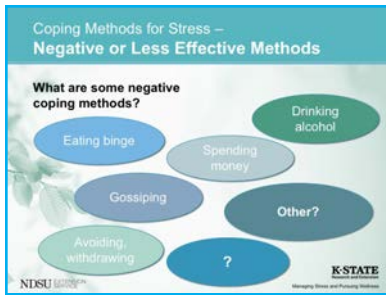 Coping Methods for Stress –
Negative or Less Effective Methods
What are some negative
coping methods?
Drinking
alcohol
Eating binge
Spending
money
Gossiping
Other?
Avoiding,
withdrawing
?
NDSU EXTENSION
SERVICE
K-STATE
Research and Extension
Managing Stress and Pursuing Wellness